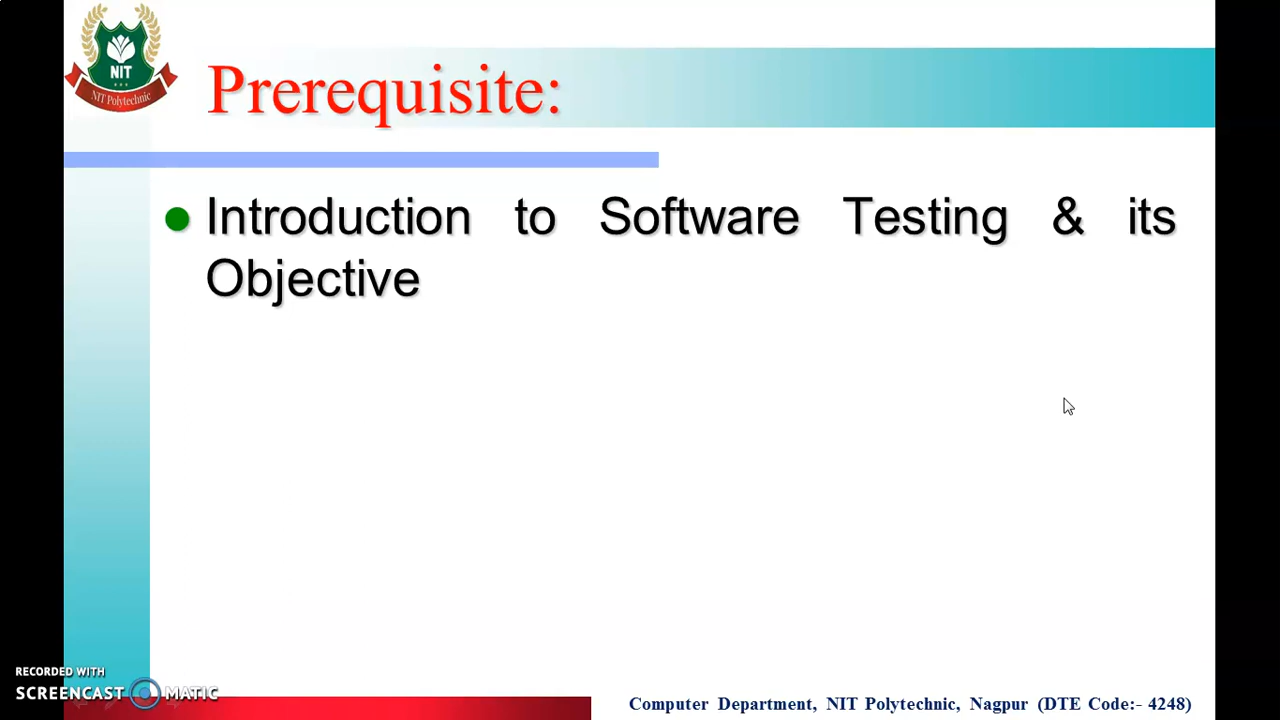 NIT
NIT Polytechnic
Prerequisite:
Introduction to Software Testing & its
Objective
RECORDED WITH
SCREENCAST MATIC
Computer Department, NIT Polytechnic, Nagpur (DTE Code:- 4248)